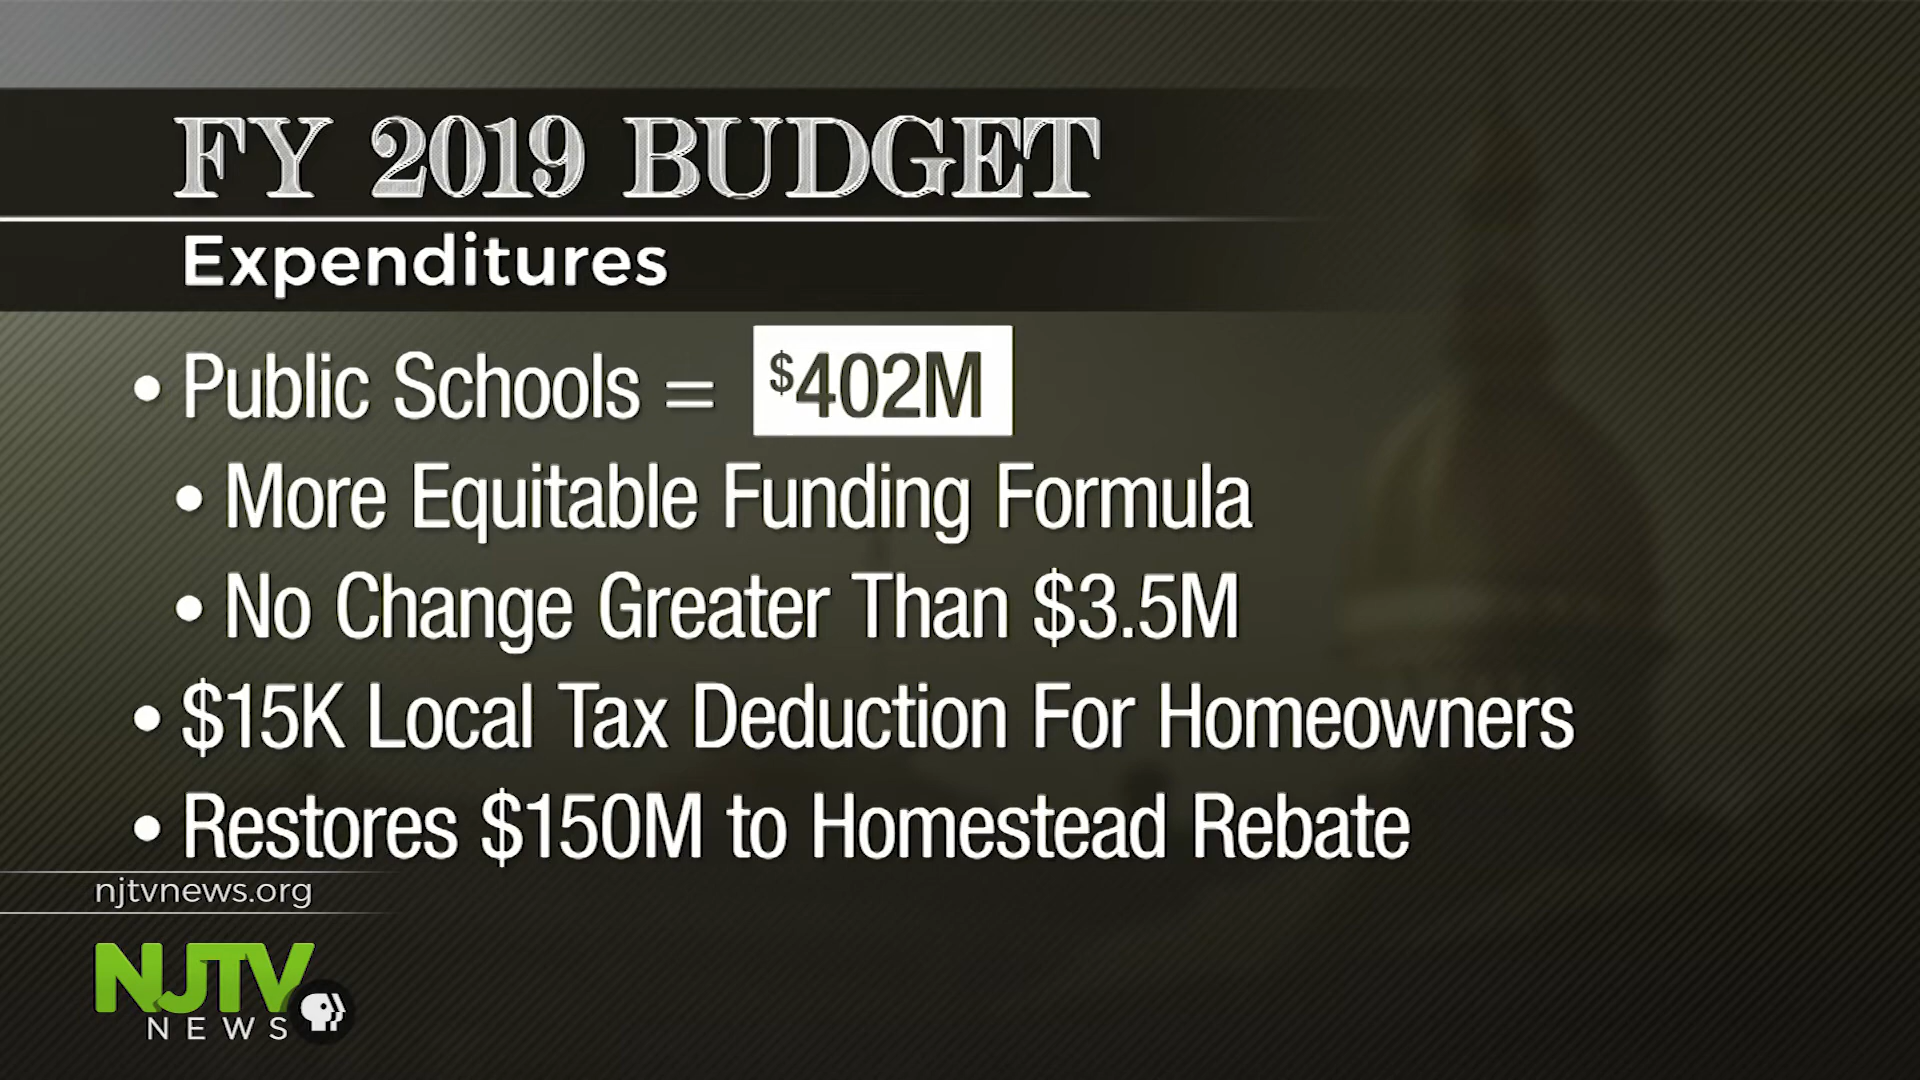 FY 2019 BUDGET
Expenditures
• Public Schools = $402M
• More Equitable Funding Formula
• No Change Greater Than $3.5M
• $15K Local Tax Deduction For Homeowners
• Restores $150M to Homestead Rebate
njtvnews.org
NJTV
NEWS